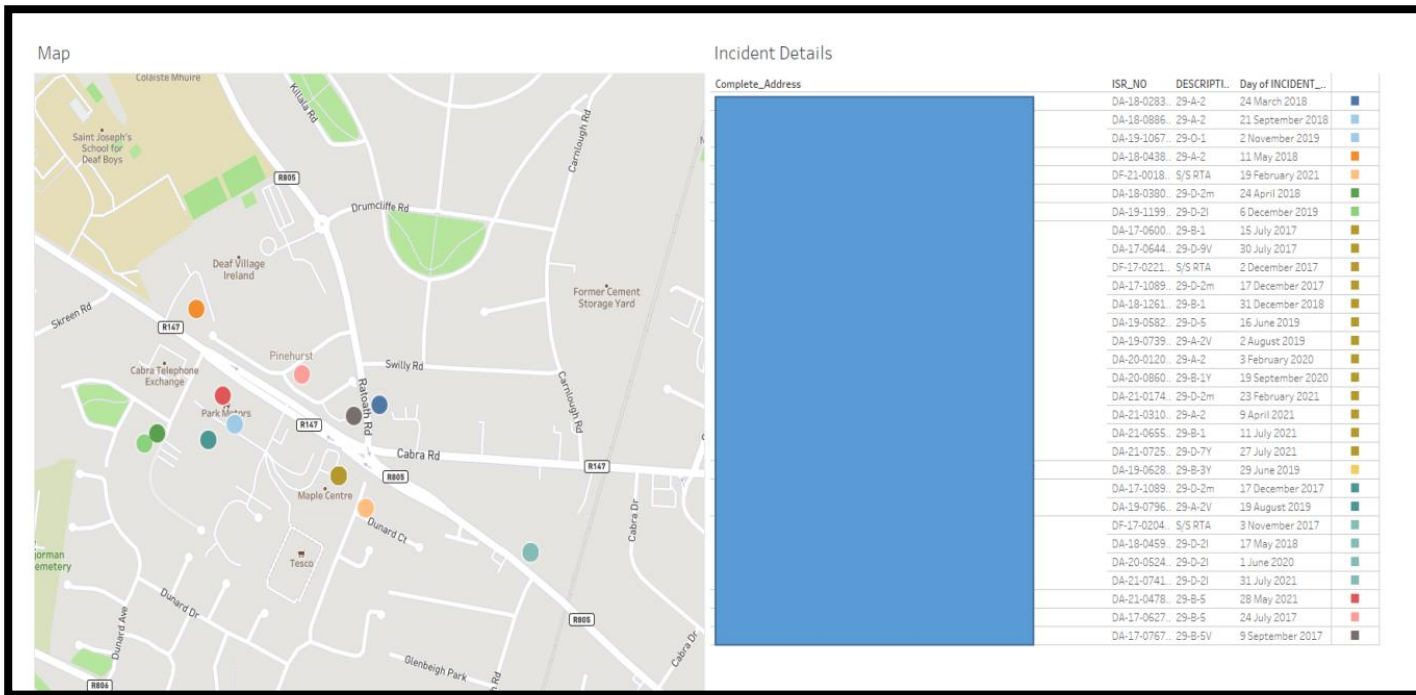 Map
Colaiste Mhuire
Killala Rd
Carnlough Rd
Saint Joseph's
School for
Deaf Boys
R805
Drumcliffe Rd
Deaf Village
Ireland
Former Cement
Storage Yard
Skreen Rd
R147
Pinehurst
Cabra Telephone
Exchange
Swilly Rd
Carnlough Rd
Ratoath Rd
Park Motors
R147
Cabra Rd
R147
R805
Maple Centre
Dunard Ct
Cabra Dr
Tesco
Dunard Dr
Dunard Ave
R805
Cabra Dr
Glenbeigh Park
Rd
R806
Incident Details
Complete_Address ISR_NO DESCRIPTI.. Day of INCIDENT_...
DA-18-0283.. 29-A-2 24 March 2018
DA-18-0886.. 29-A-2 21 September 2018
DA-19-1067.. 29-O-1 2 November 2019
DA-18-0438.. 29-A-2 11 May 2018
DF-21-0018.. S/S RTA 19 February 2021
DA-18-0380.. 29-D-2m 24 April 2018
DA-19-1199.. 29-D-2l 6 December 2019
DA-17-0600.. 29-B-1 15 July 2017
DA-17-0644.. 29-D-9V 30 July 2017
DF-17-0221.. S/S RTA 2 December 2017
DA-17-1089.. 29-D-2m 17 December 2017
DA-18-1261.. 29-B-1 31 December 2018
DA-19-0582.. 29-D-5 16 June 2019
DA-19-0739.. 29-A-2V 2 August 2019
DA-20-0120.. 29-A-2 3 February 2020
DA-20-0860.. 29-B-1Y 19 September 2020
DA-21-0174.. 29-D-2m 23 February 2021
DA-21-0310.. 29-A-2 9 April 2021
DA-21-0655.. 29-B-1 11 July 2021
DA-21-0725.. 29-D-7Y 27 July 2021
DA-19-0628.. 29-B-3Y 29 June 2019
DA-17-1089.. 29-D-2m 17 December 2017
DA-19-0796.. 29-A-2V 19 August 2019
DF-17-0204.. S/S RTA 3 November 2017
DA-18-0459.. 29-D-2l 17 May 2018
DA-20-0524.. 29-D-2l 1 June 2020
DA-21-0741.. 29-D-2l 31 July 2021
DA-21-0478.. 29-B-5 28 May 2021
DA-17-0627.. 29-B-5 24 July 2017
DA-17-0767.. 29-B-5V 9 September 2017